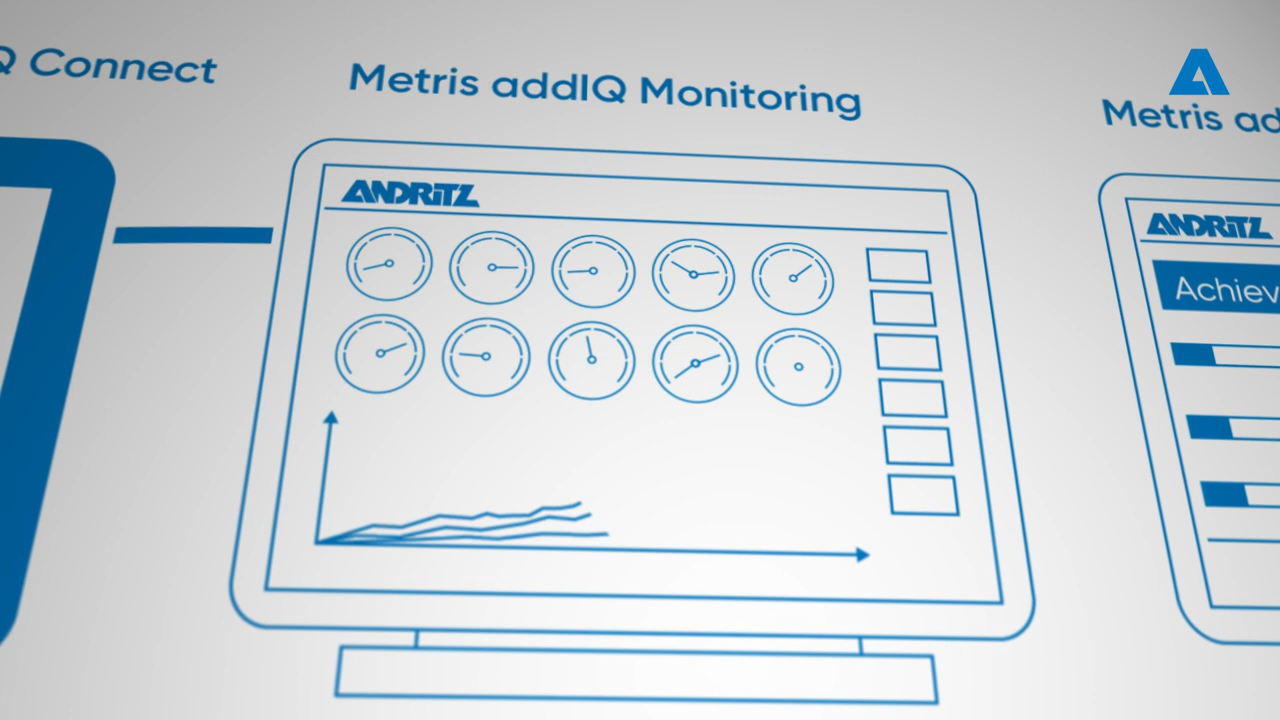 Q Connect
Metris addIQ Monitoring
Metris ad
ANDRITZ
ANDRITZ
Achiev